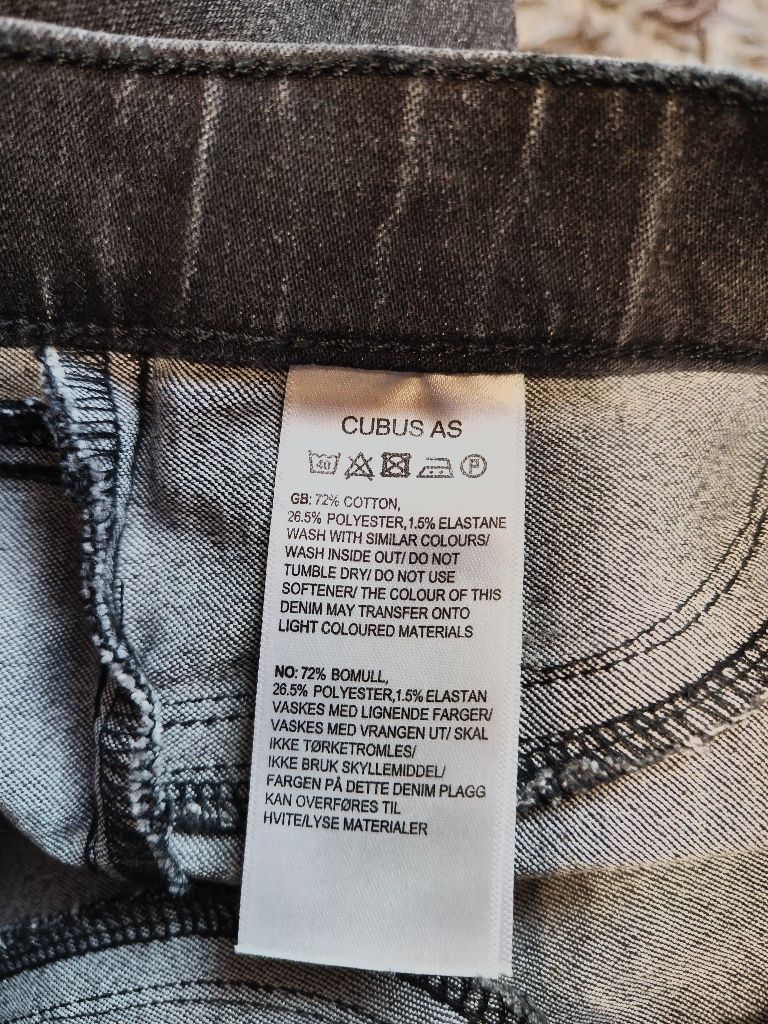 CUBUS AS
40 P
GB: 72% COTTON,
26.5% POLYESTER,1.5% ELASTANE
WASH WITH SIMILAR COLOURS/
WASH INSIDE OUT/ DO NOT
TUMBLE DRY/ DO NOT USE
SOFTENER/ THE COLOUR OF THIS
DENIM MAY TRANSFER ONTO
LIGHT COLOURED MATERIALS
NO: 72% BOMULL,
26.5% POLYESTER,1.5% ELASTAN
VASKES MED LIGNENDE FARGER/
VASKES MED VRANGEN UT/ SKAL
IKKE TØRKETROMLES/
IKKE BRUK SKYLLEMIDDEL/
FARGEN PÅ DETTE DENIM PLAGG
KAN OVERFØRES TIL
HVITE/LYSE MATERIALER